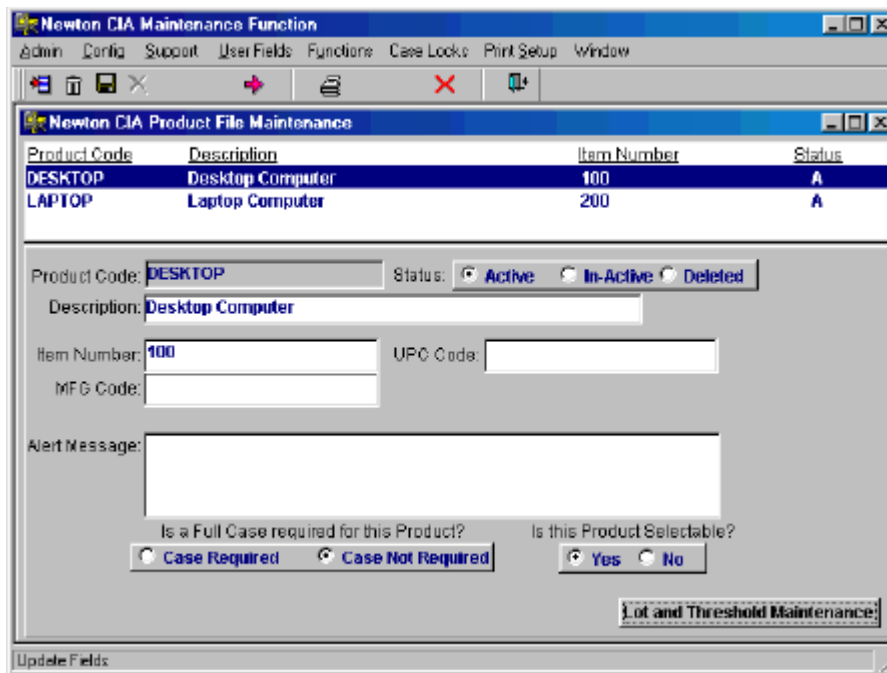 Newton CIA Maintenance Function
Admin Config Support User Fields Functions Case Locks Print Setup Window
Newton CIA Product File Maintenance
Product Code Description Item Number Status
DESKTOP Desktop Computer 100 A
LAPTOP Laptop Computer 200 A
Product Code: DESKTOP Status: Active In-Active Deleted
Description: Desktop Computer
Item Number: 100 UPC Code:
MFG Code:
Alert Message:
Is a Full Case required for this Product? Is this Product Selectable?
Case Required Case Not Required Yes No
Lot and Threshold Maintenance
Update Fields